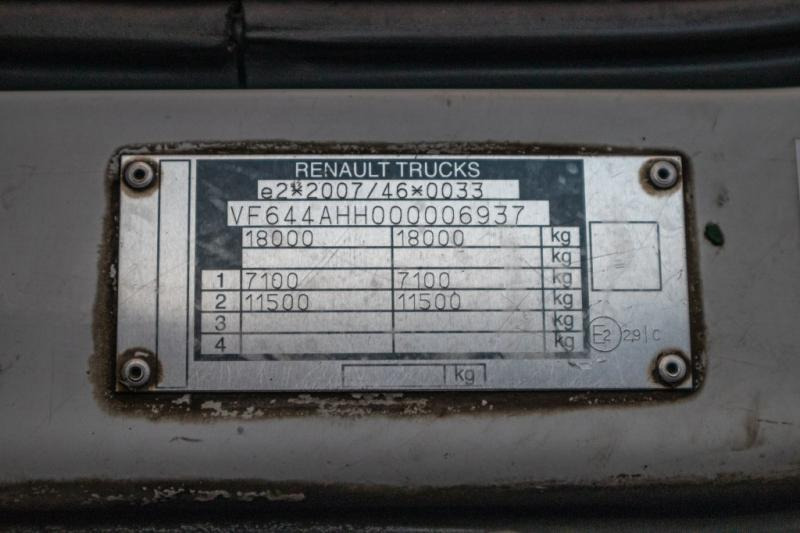 RENAULT TRUCKS
e2*2007/46*0033
VF644AHH000006937
18000 18000 kg
kg
1 7100 7100 kg
2 11500 11500 kg
3 kg
4 kg
E2 291C
kg